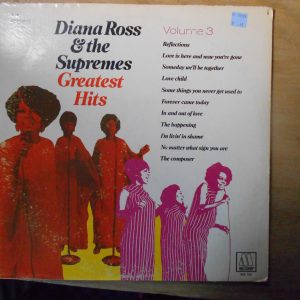 Diana Ross
& the
Supremes
Greatest
Hits
Volume 3
Reflections
Love is here and now you're gone
Someday we'll be together
Love child
Some things you never get used to
Forever came today
In and out of love
The happening
I'm livin' in shame
No matter what sign you are
The composer